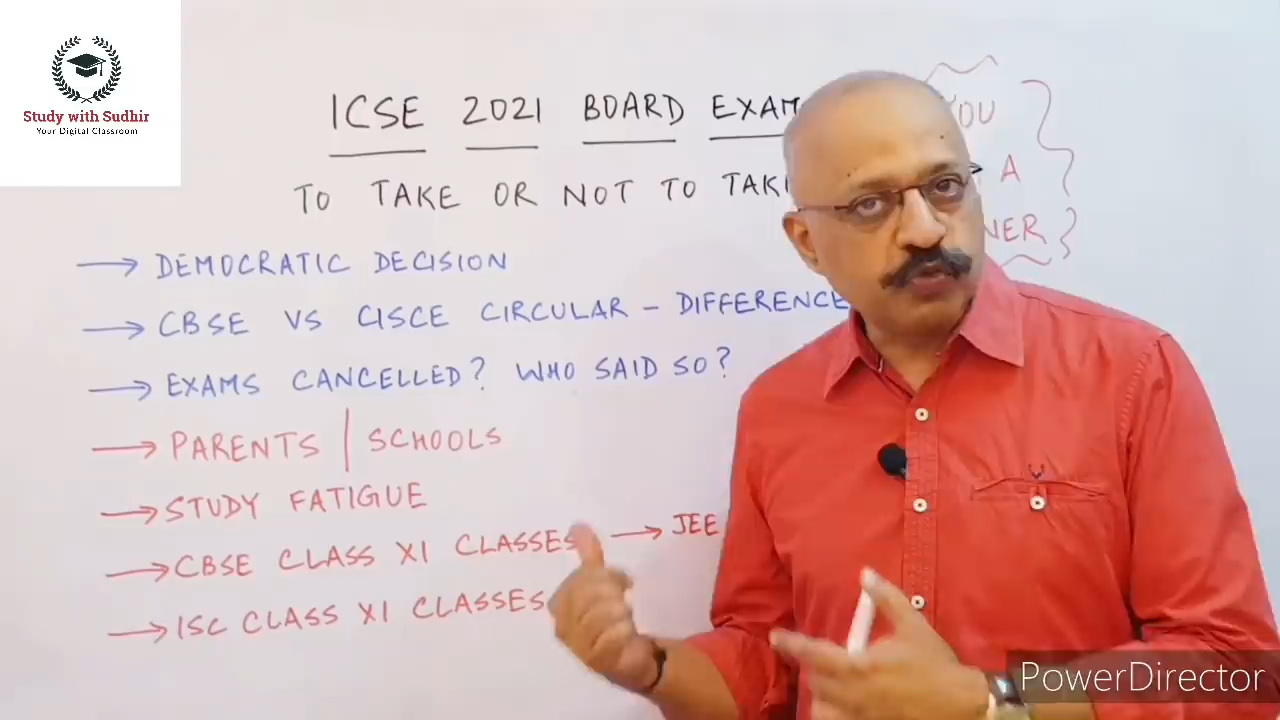 Study with Sudhir
Your Digital Classroom
ICSE 2021 BOARD EXAM
TO TAKE OR NOT TO TAK
A
→ DEMOCRATIC DECISION
→ CBSE VS CISCE CIRCULAR – DIFFERENCE
→ EXAMS CANCELLED? WHO SAID SO?
→ PARENTS | SCHOOLS
→ STUDY FATIGUE
→ CBSE CLASS XI CLASSES → JEE
→ ISC CLASS XI CLASSES
PowerDirector